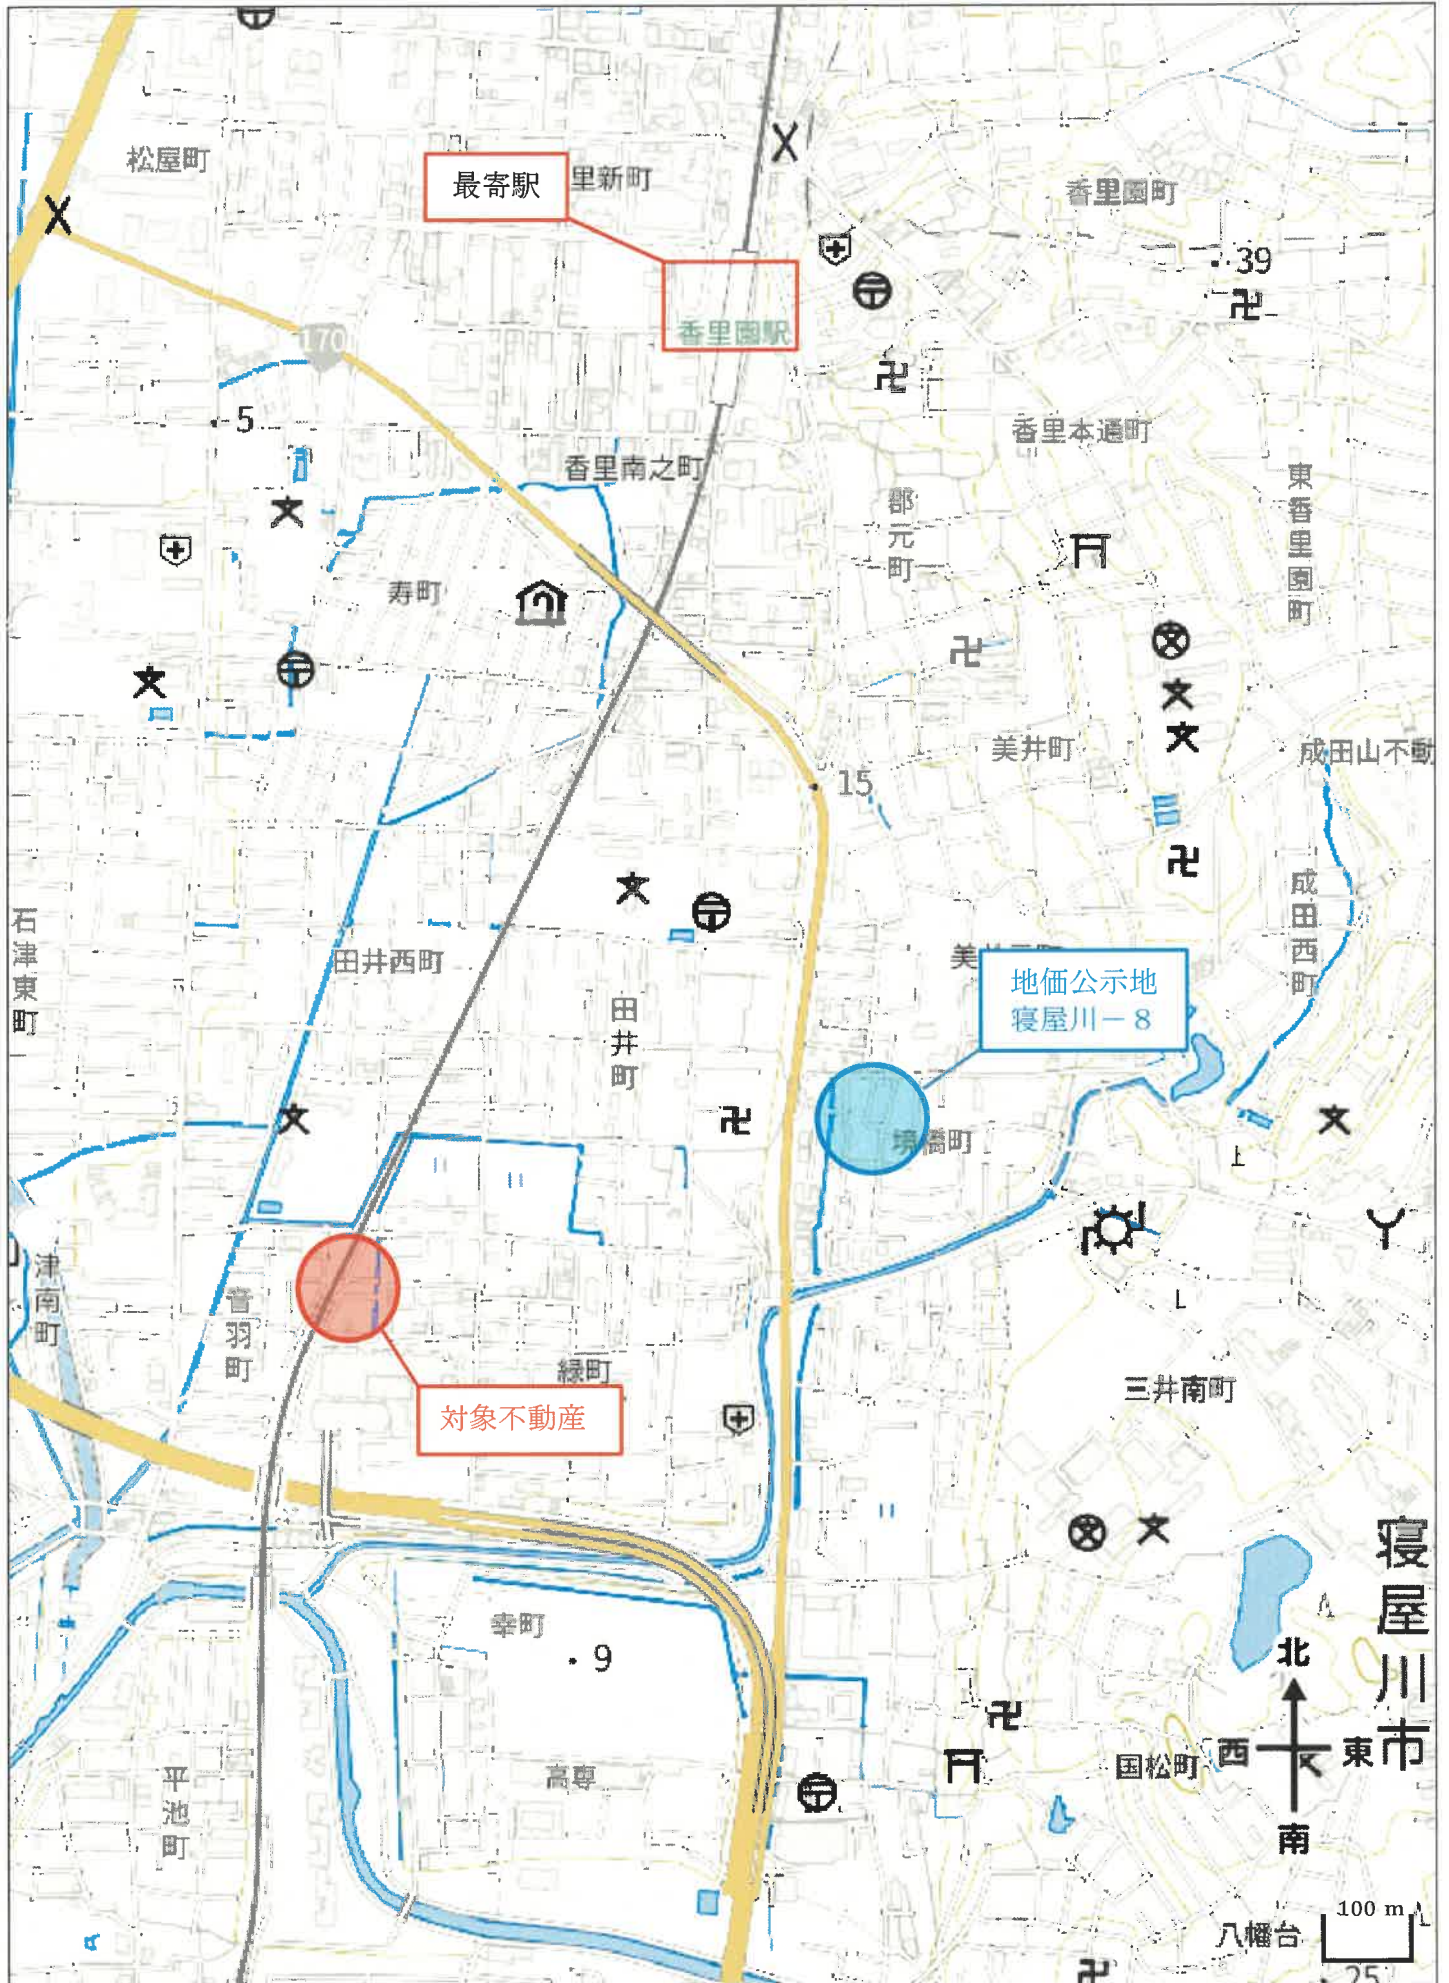 松屋町
最寄駅
里新町
香里園町
39
香里園駅
170
5
香里本通町
香里南之町
郡元町
東香里園町
寿町
美井町
成田山不動
15
石津東町
田井西町
田井町
成田西町
地価公示地
寝屋川－８
橋町
津南町
音羽町
緑町
対象不動産
三井南町
寝屋川市
幸町
9
北
西
東
南
国松町
高専
平池町
100 m
八幡台
25